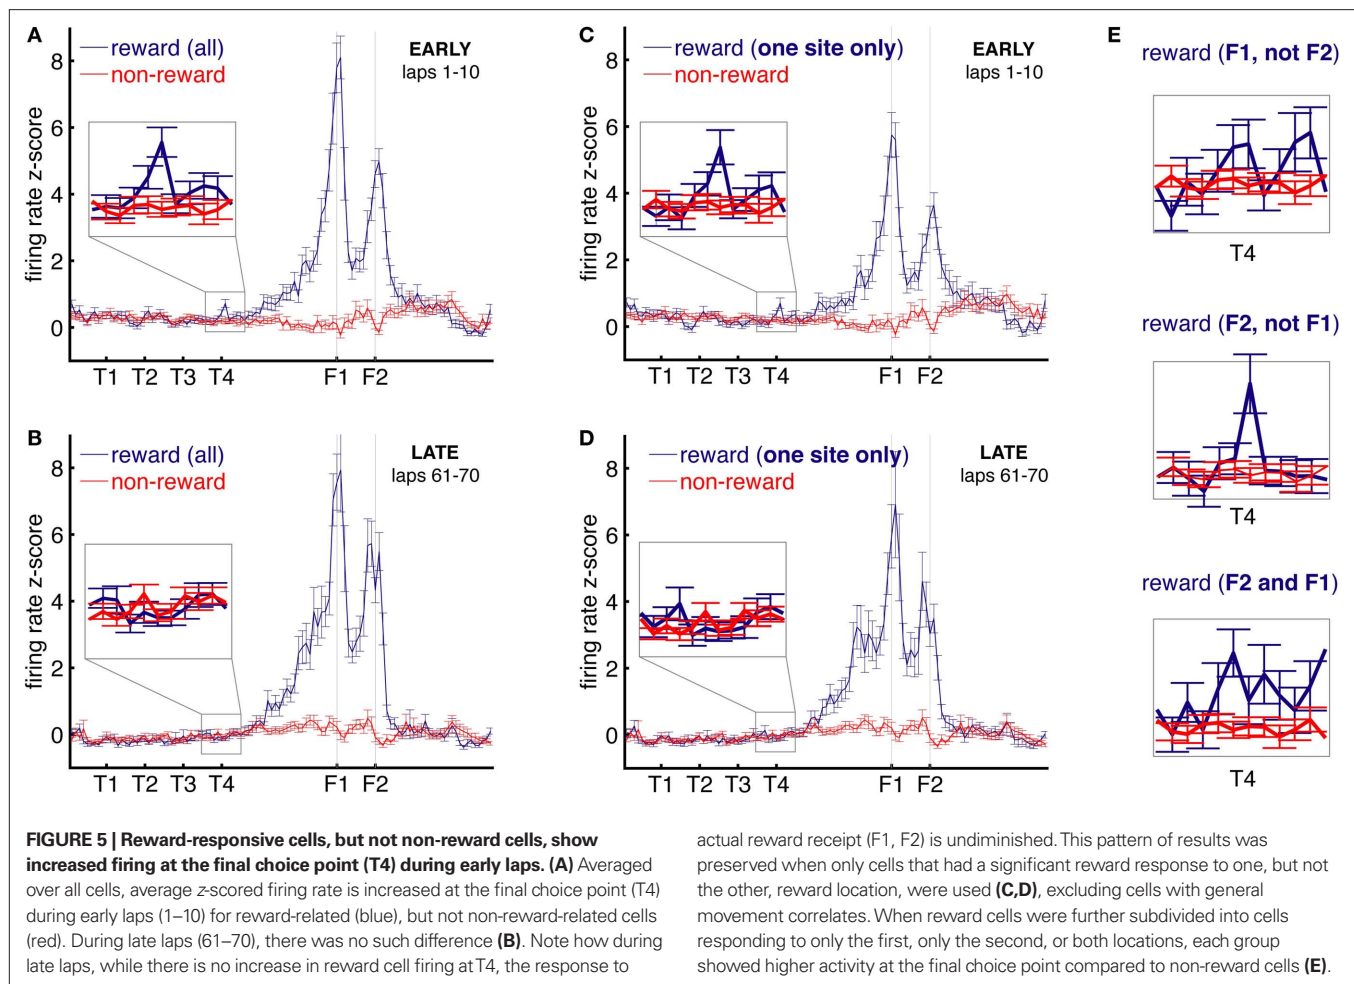 A
reward (all)
non-reward
EARLY
laps 1-10
firing rate z-score
8
6
4
2
0
T1 T2 T3 T4 F1 F2
B
reward (all)
non-reward
LATE
laps 61-70
firing rate z-score
8
6
4
2
0
T1 T2 T3 T4 F1 F2
C
reward (one site only)
non-reward
EARLY
laps 1-10
firing rate z-score
8
6
4
2
0
T1 T2 T3 T4 F1 F2
D
reward (one site only)
non-reward
LATE
laps 61-70
firing rate z-score
8
6
4
2
0
T1 T2 T3 T4 F1 F2
E
reward (F1, not F2)
T4
reward (F2, not F1)
T4
reward (F2 and F1)
T4
FIGURE 5 | Reward-responsive cells, but not non-reward cells, show
increased firing at the final choice point (T4) during early laps. (A) Averaged
over all cells, average z-scored firing rate is increased at the final choice point (T4)
during early laps (1–10) for reward-related (blue), but not non-reward-related cells
(red). During late laps (61–70), there was no such difference (B). Note how during
late laps, while there is no increase in reward cell firing at T4, the response to
actual reward receipt (F1, F2) is undiminished. This pattern of results was
preserved when only cells that had a significant reward response to one, but not
the other, reward location, were used (C,D), excluding cells with general
movement correlates. When reward cells were further subdivided into cells
responding to only the first, only the second, or both locations, each group
showed higher activity at the final choice point compared to non-reward cells (E).